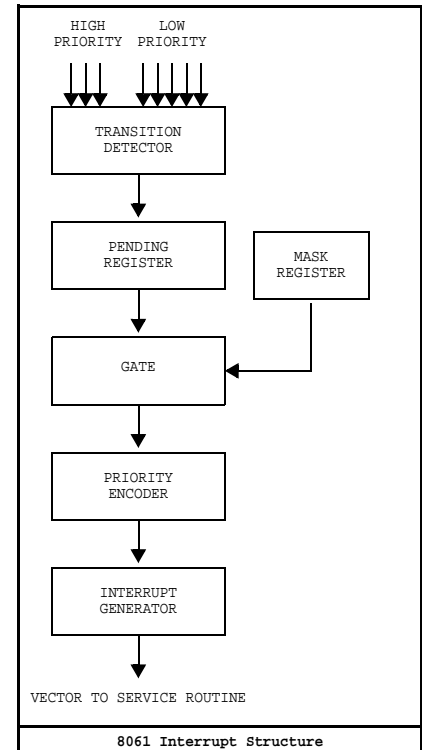 HIGH PRIORITY
LOW PRIORITY
TRANSITION
DETECTOR
PENDING
REGISTER
MASK
REGISTER
GATE
PRIORITY
ENCODER
INTERRUPT
GENERATOR
VECTOR TO SERVICE ROUTINE
8061 Interrupt Structure